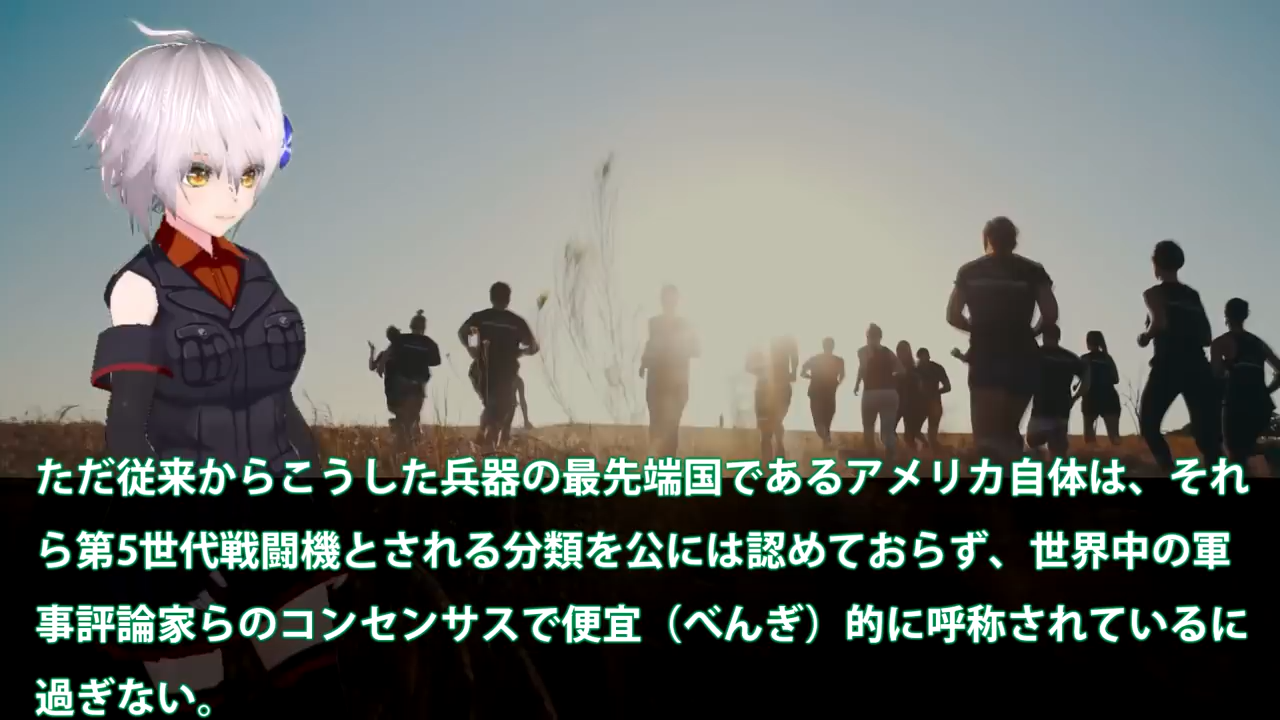 ただ従来からこうした兵器の最先端国であるアメリカ自体は、それ
ら第5世代戦闘機とされる分類を公には認めておらず、世界中の軍
事評論家らのコンセンサスで便宜（べんぎ）的に呼称されているに
過ぎない。